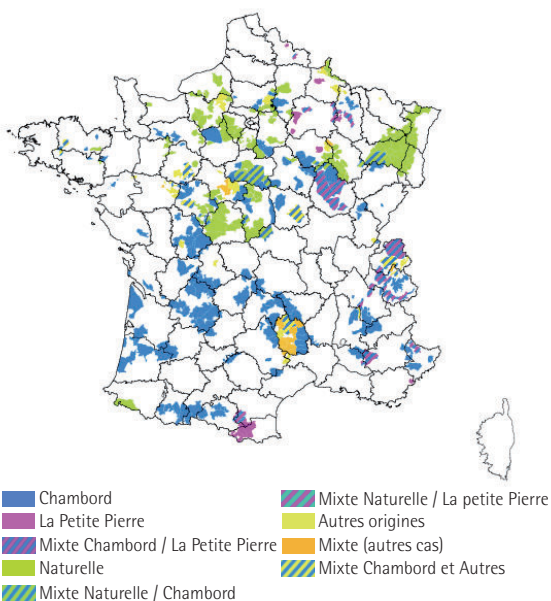 Chambord
La Petite Pierre
Mixte Chambord / La Petite Pierre
Naturelle
Mixte Naturelle / Chambord
Mixte Naturelle / La petite Pierre
Autres origines
Mixte (autres cas)
Mixte Chambord et Autres